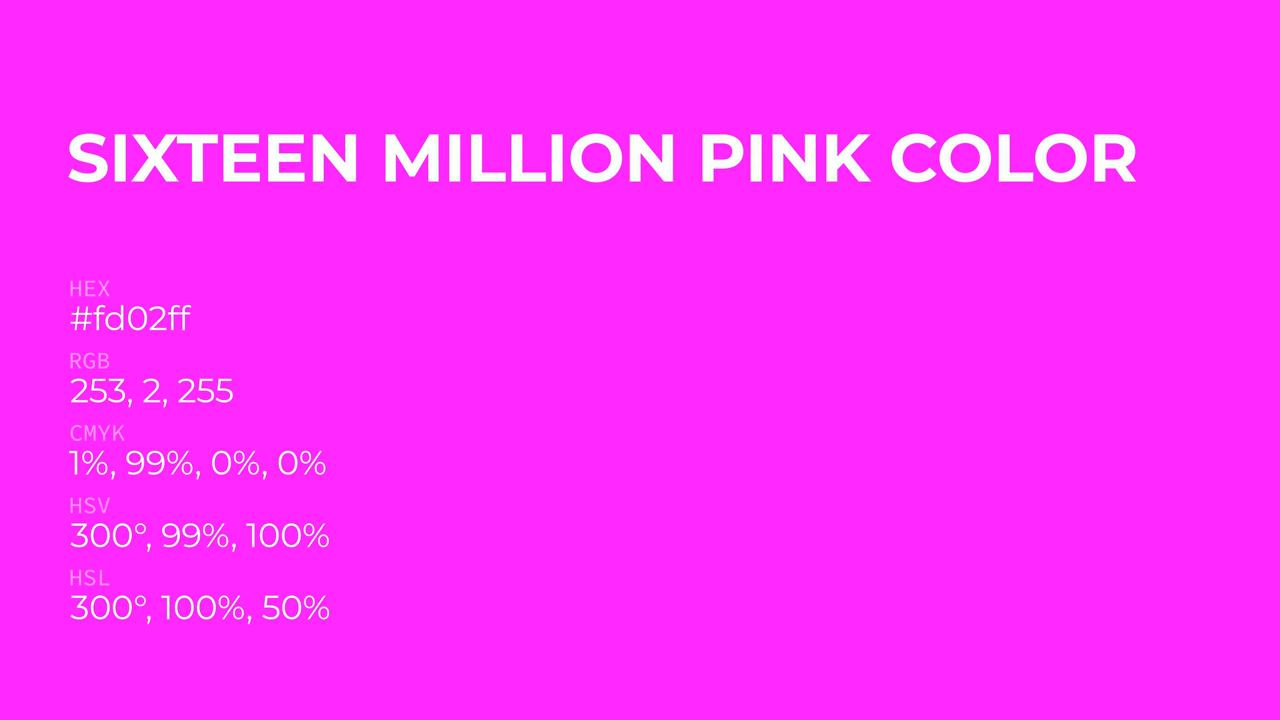 SIXTEEN MILLION PINK COLOR
HEX
#fd02ff
RGB
253, 2, 255
CMYK
1%, 99%, 0%, 0%
HSV
300°, 99%, 100%
HSL
300°, 100%, 50%